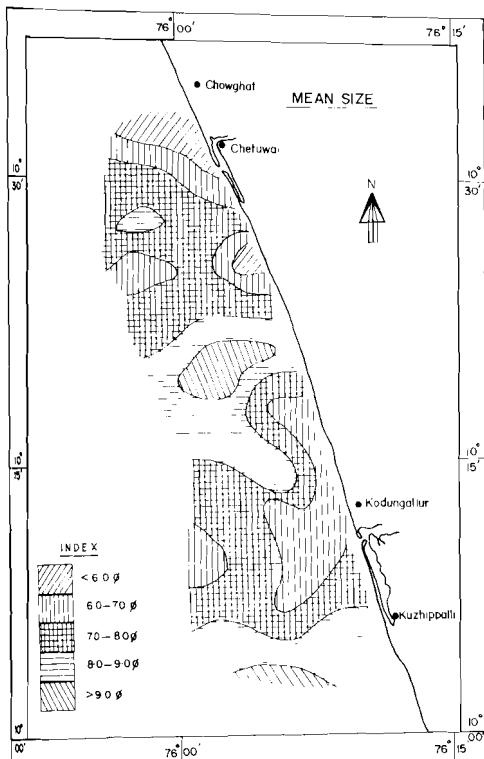 76° 00′
76° 15′
Chowghat
MEAN SIZE
Chetuwa
10° 30′
10° 30′
N
10° 15′
10° 15′
Kodungallur
INDEX
<6.0 ϕ
6.0–7.0 ϕ
7.0–8.0 ϕ
8.0–9.0 ϕ
>9.0 ϕ
Kuzhippalli
10° 00′
10° 00′
76° 00′
76° 15′